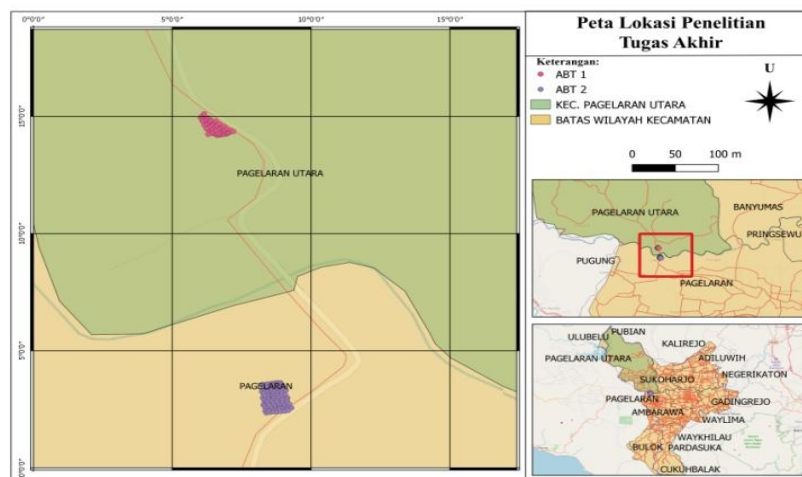 5°0'0" 10°0'0" 15°0'0"
0°0'0"
15°0'0"
10°0'0"
5°0'0"
0°0'0"
PAGELARAN UTARA
PAGELARAN
Peta Lokasi Penelitian
Tugas Akhir
Keterangan:
ABT 1
ABT 2
KEC. PAGELARAN UTARA
BATAS WILAYAH KECAMATAN
U
0 50 100 m
PAGELARAN UTARA
BANYUMAS
PRINGSEWU
PUGUNG
PAGELARAN
PUBIAN
ULUBELU
KALIREJO
PAGELARAN UTARA
ADILUWIH
SUKOHARJO
NEGERIKATON
PAGELARAN
GADINGREJO
AMBARAWA
WAYLIMA
WAYKHILAU
BULOK
PARDASUKA
CUKUHBALAK